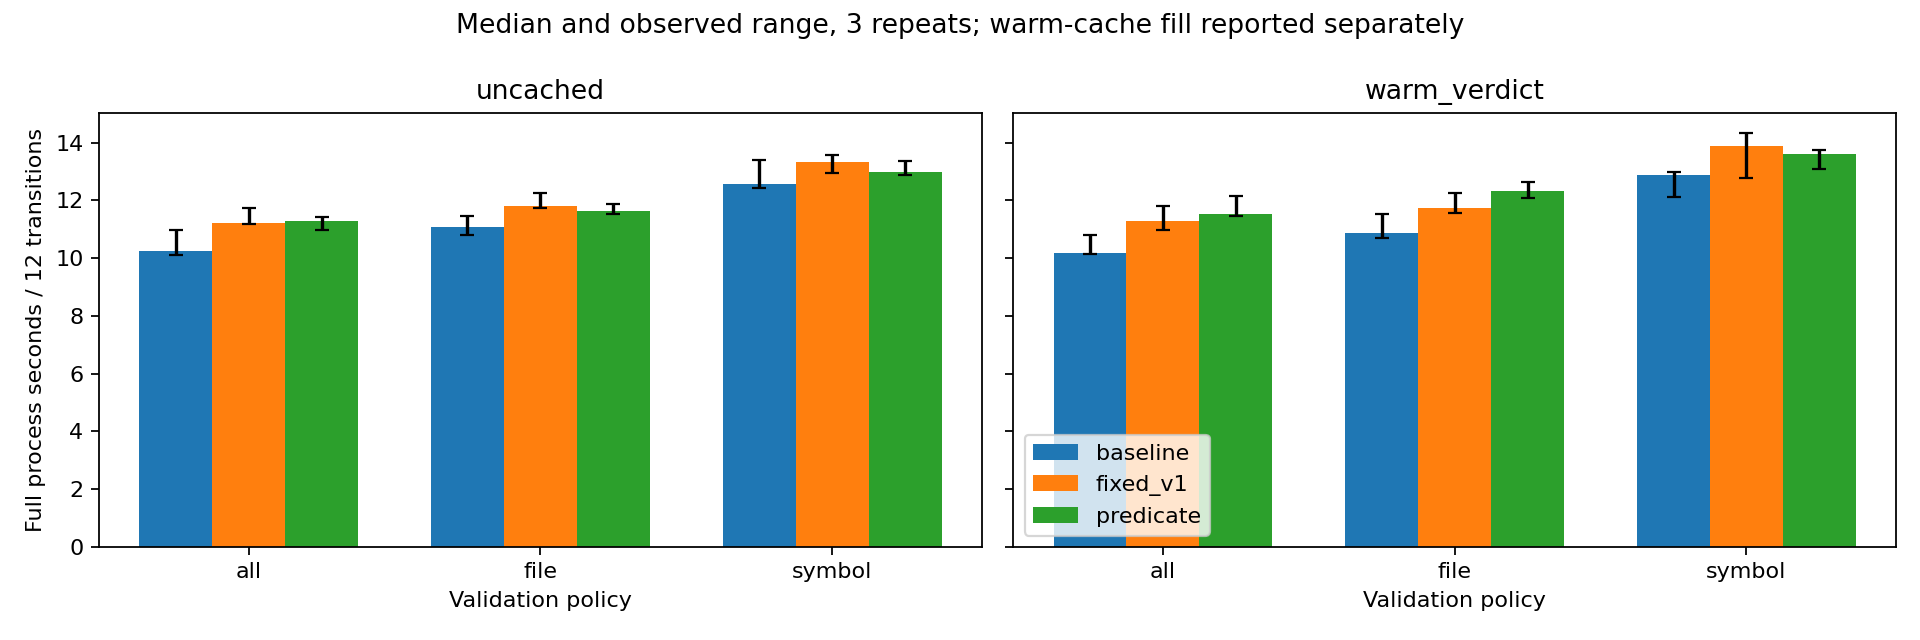 Median and observed range, 3 repeats; warm-cache fill reported separately
uncached
warm_verdict
Full process seconds / 12 transitions
14
12
10
8
6
4
2
0
baseline
fixed_v1
predicate
all
file
symbol
all
file
symbol
Validation policy
Validation policy